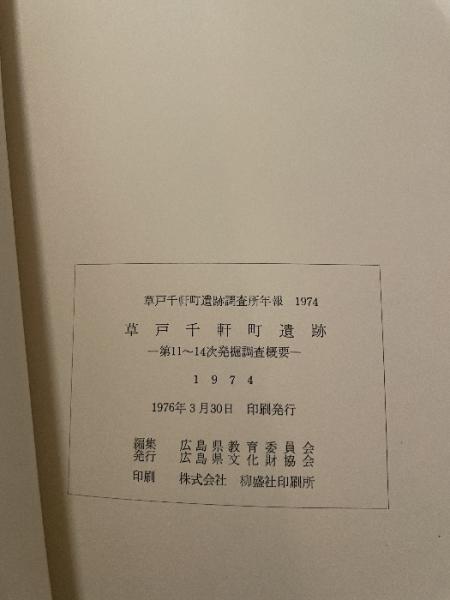 草戸千軒町遺跡調査所年報 1974
草戸千軒町遺跡
―第11～14次発掘調査概要―
1974
1976年3月30日 印刷発行
編集 広島県教育委員会
発行 広島県文化財協会
印刷 株式会社 柳盛社印刷所